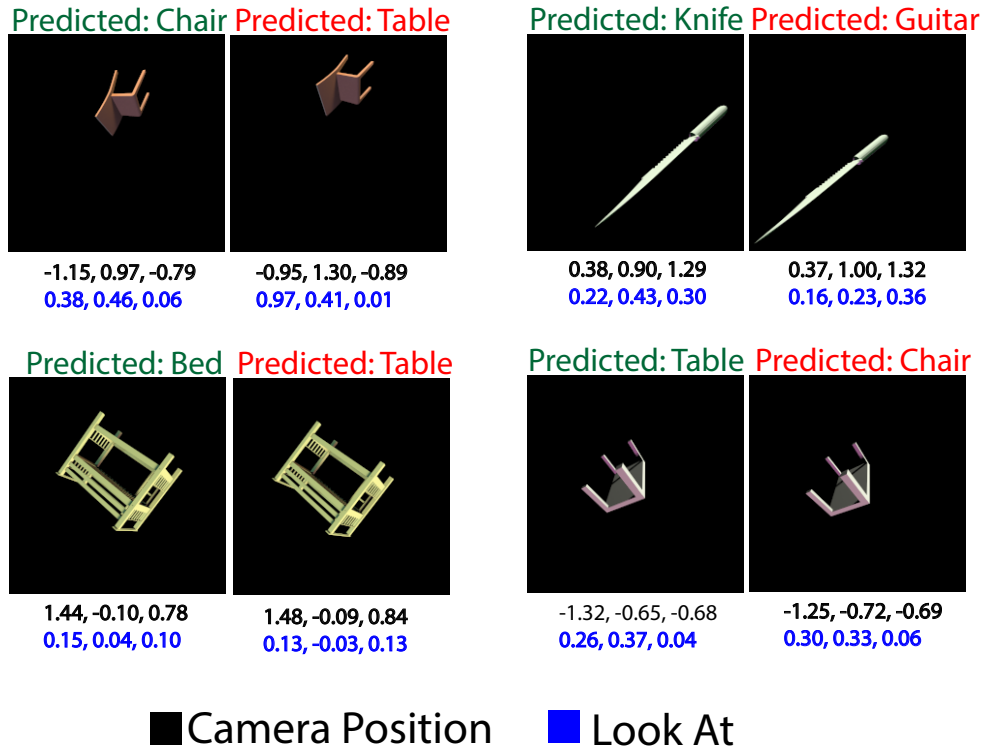 Predicted: Chair Predicted: Table
-1.15, 0.97, -0.79
0.38, 0.46, 0.06
-0.95, 1.30, -0.89
0.97, 0.41, 0.01
Predicted: Knife Predicted: Guitar
0.38, 0.90, 1.29
0.22, 0.43, 0.30
0.37, 1.00, 1.32
0.16, 0.23, 0.36
Predicted: Bed Predicted: Table
1.44, -0.10, 0.78
0.15, 0.04, 0.10
1.48, -0.09, 0.84
0.13, -0.03, 0.13
Predicted: Table Predicted: Chair
-1.32, -0.65, -0.68
0.26, 0.37, 0.04
-1.25, -0.72, -0.69
0.30, 0.33, 0.06
Camera Position
Look At